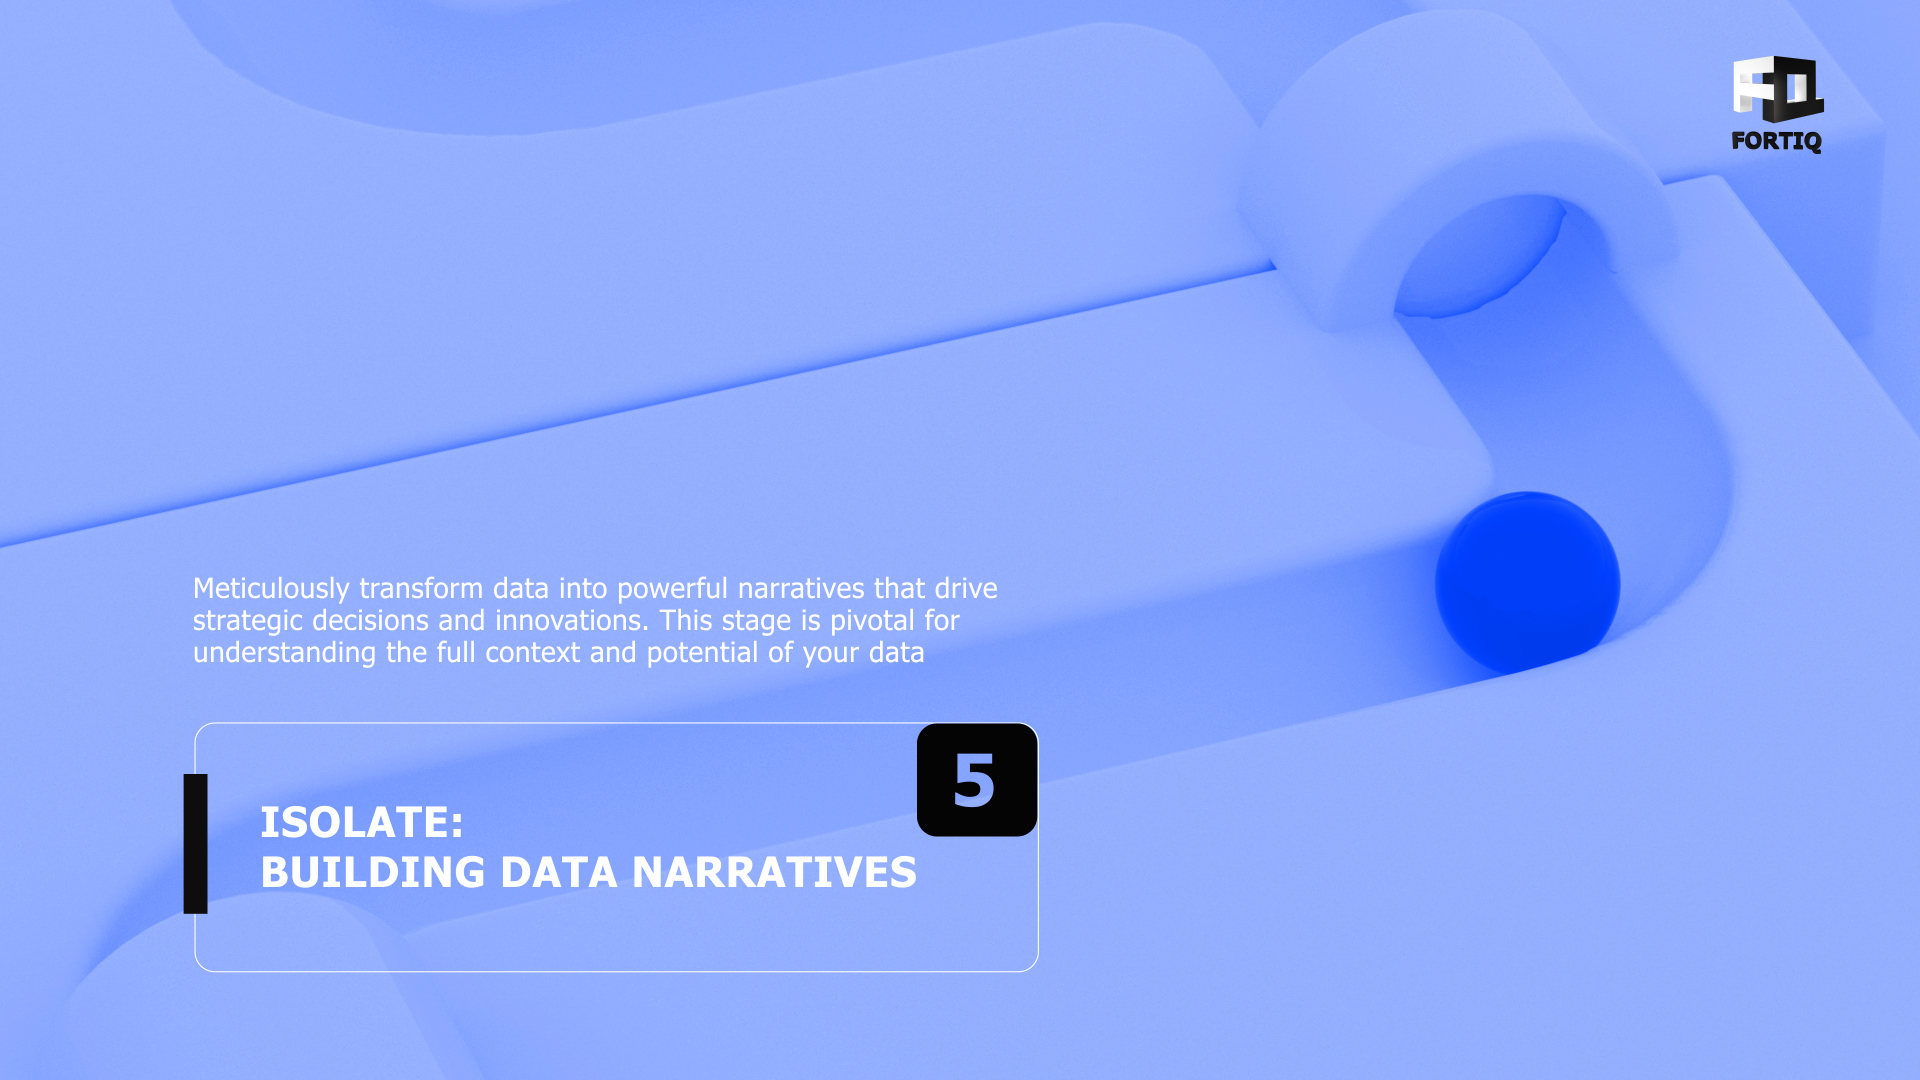 FORTIQ
Meticulously transform data into powerful narratives that drive
strategic decisions and innovations. This stage is pivotal for
understanding the full context and potential of your data
5
ISOLATE:
BUILDING DATA NARRATIVES